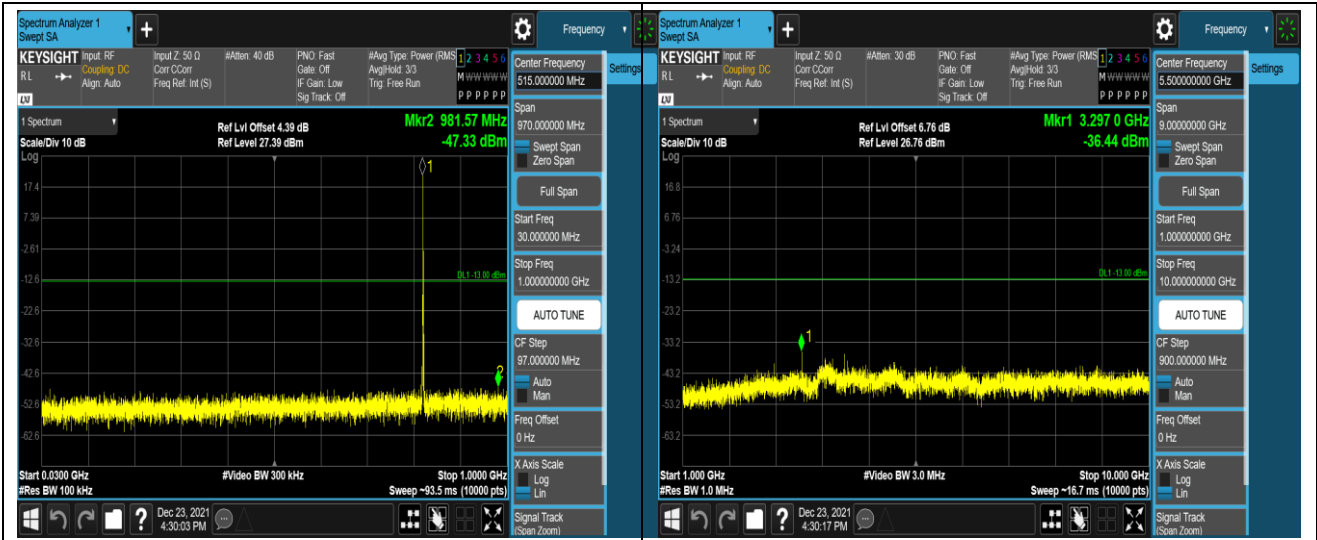 Spectrum Analyzer 1
Swept SA
Frequency
KEYSIGHT
RL
LXI
Input: RF
Coupling: DC
Align: Auto
Input Z: 50 Ω
Corr CCorr
Freq Ref: Int (S)
#Atten: 40 dB
PNO: Fast
Gate: Off
IF Gain: Low
Sig Track: Off
#Avg Type: Power (RMS
Avg|Hold: 3/3
Trig: Free Run
1 2 3 4 5 6
M W W W W W
P P P P P P
1 Spectrum
Scale/Div 10 dB
Log
Ref Lvl Offset 4.39 dB
Ref Level 27.39 dBm
Mkr2 981.57 MHz
-47.33 dBm
1
17.4
7.39
-2.61
-12.6
-22.6
-32.6
-42.6
-52.6
-62.6
DL1 -13.00 dBm
2
Start 0.0300 GHz
#Res BW 100 kHz
#Video BW 300 kHz
Stop 1.0000 GHz
Sweep ~93.5 ms (10000 pts)
Dec 23, 2021
4:30:03 PM
Center Frequency
515.000000 MHz
Settings
Span
970.000000 MHz
Swept Span
Zero Span
Full Span
Start Freq
30.000000 MHz
Stop Freq
1.000000000 GHz
AUTO TUNE
CF Step
97.000000 MHz
Auto
Man
Freq Offset
0 Hz
X Axis Scale
Log
Lin
Signal Track
(Span Zoom)
Spectrum Analyzer 1
Swept SA
Frequency
KEYSIGHT
RL
LXI
Input: RF
Coupling: DC
Align: Auto
Input Z: 50 Ω
Corr CCorr
Freq Ref: Int (S)
#Atten: 30 dB
PNO: Fast
Gate: Off
IF Gain: Low
Sig Track: Off
#Avg Type: Power (RMS
Avg|Hold: 3/3
Trig: Free Run
1 2 3 4 5 6
M W W W W W
P P P P P P
1 Spectrum
Scale/Div 10 dB
Log
Ref Lvl Offset 6.76 dB
Ref Level 26.76 dBm
Mkr1 3.297 0 GHz
-36.44 dBm
16.8
6.76
-3.24
-13.2
-23.2
-33.2
-43.2
-53.2
-63.2
DL1 -13.00 dBm
1
Start 1.000 GHz
#Res BW 1.0 MHz
#Video BW 3.0 MHz
Stop 10.000 GHz
Sweep ~16.7 ms (10000 pts)
Dec 23, 2021
4:30:17 PM
Center Frequency
5.500000000 GHz
Settings
Span
9.00000000 GHz
Swept Span
Zero Span
Full Span
Start Freq
1.000000000 GHz
Stop Freq
10.000000000 GHz
AUTO TUNE
CF Step
900.000000 MHz
Auto
Man
Freq Offset
0 Hz
X Axis Scale
Log
Lin
Signal Track
(Span Zoom)